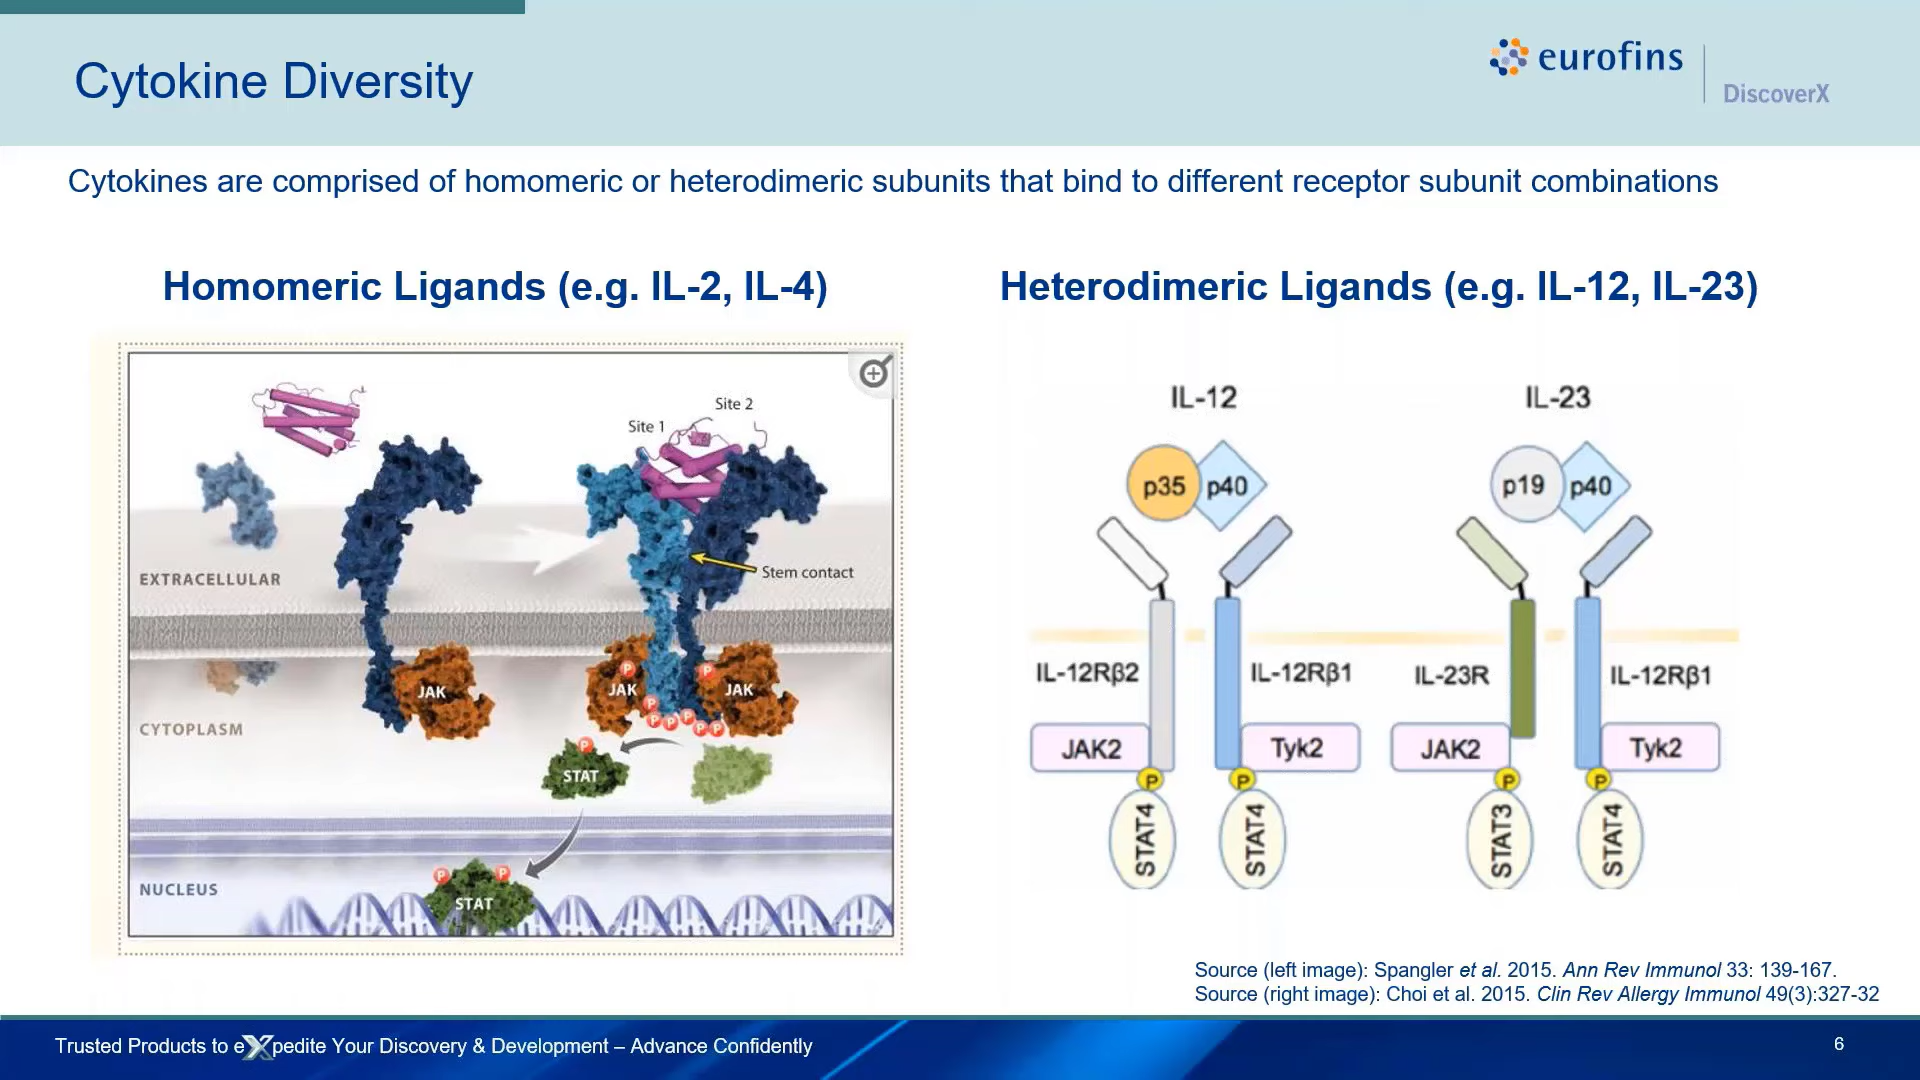 Cytokine Diversity
eurofins
DiscoverX
Cytokines are comprised of homomeric or heterodimeric subunits that bind to different receptor subunit combinations
Homomeric Ligands (e.g. IL-2, IL-4)
Heterodimeric Ligands (e.g. IL-12, IL-23)
Site 2
Site 1
Stem contact
EXTRACELLULAR
JAK
P
JAK
P
JAK
P
P
P
P
P
P
CYTOPLASM
P
STAT
NUCLEUS
P
P
STAT
IL-12
IL-23
p35
p40
p19
p40
IL-12Rβ2
IL-12Rβ1
IL-23R
IL-12Rβ1
JAK2
Tyk2
JAK2
Tyk2
P
P
P
P
STAT4
STAT4
STAT3
STAT4
Source (left image): Spangler et al. 2015. Ann Rev Immunol 33: 139-167.
Source (right image): Choi et al. 2015. Clin Rev Allergy Immunol 49(3):327-32
Trusted Products to eXpedite Your Discovery & Development – Advance Confidently
6